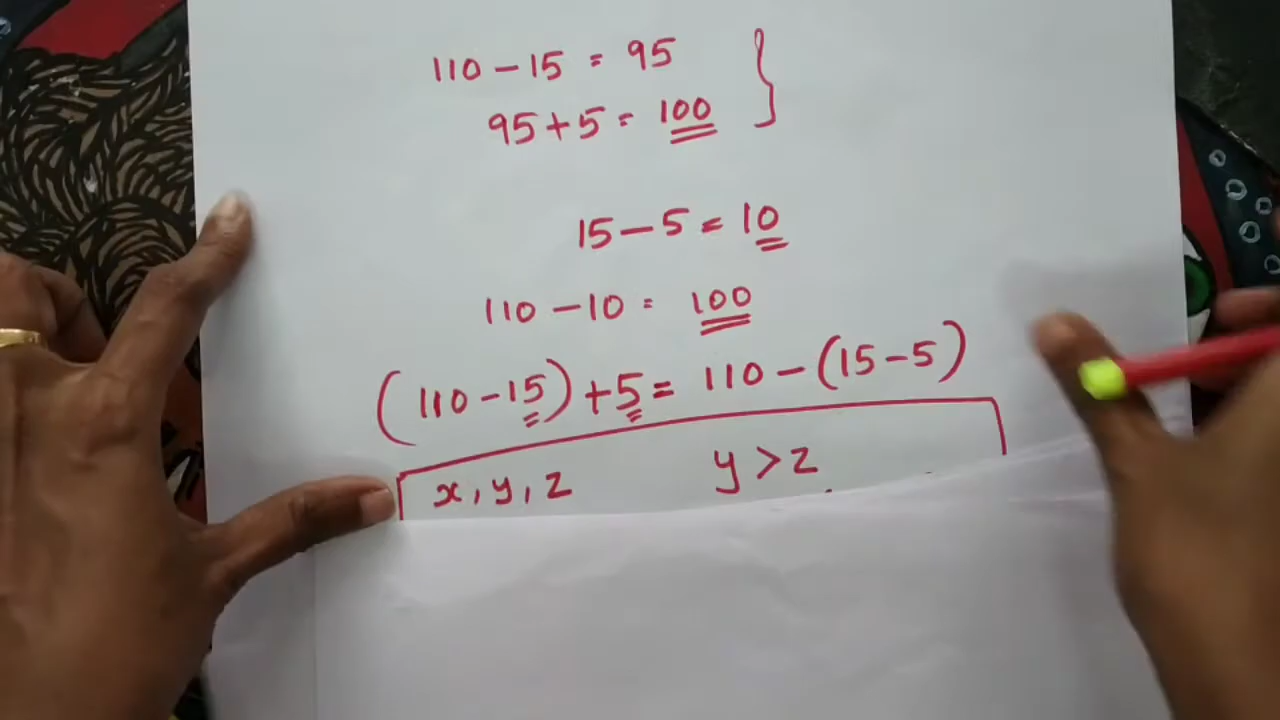 110 - 15 = 95
95 + 5 = 100
15 - 5 = 10
110 - 10 = 100
(110 - 15) + 5 = 110 - (15 - 5)
x, y, z y > z